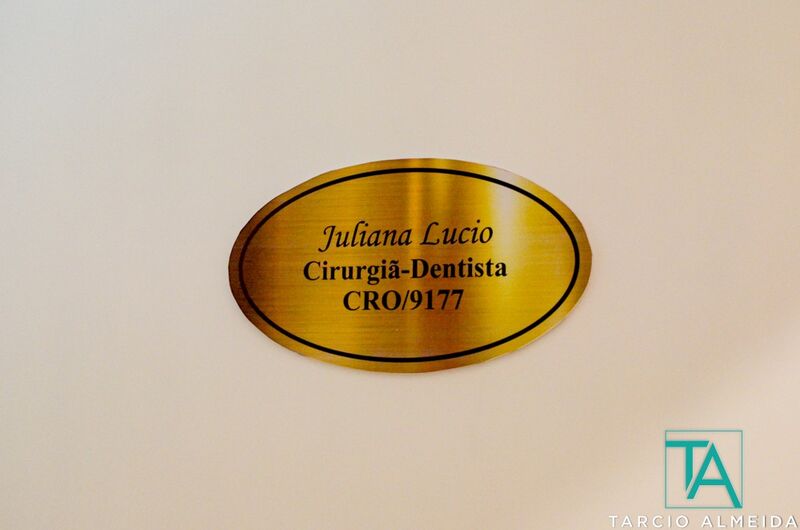 Juliana Lucio
Cirurgiã-Dentista
CRO/9177
TA
TARCIO ALMEIDA